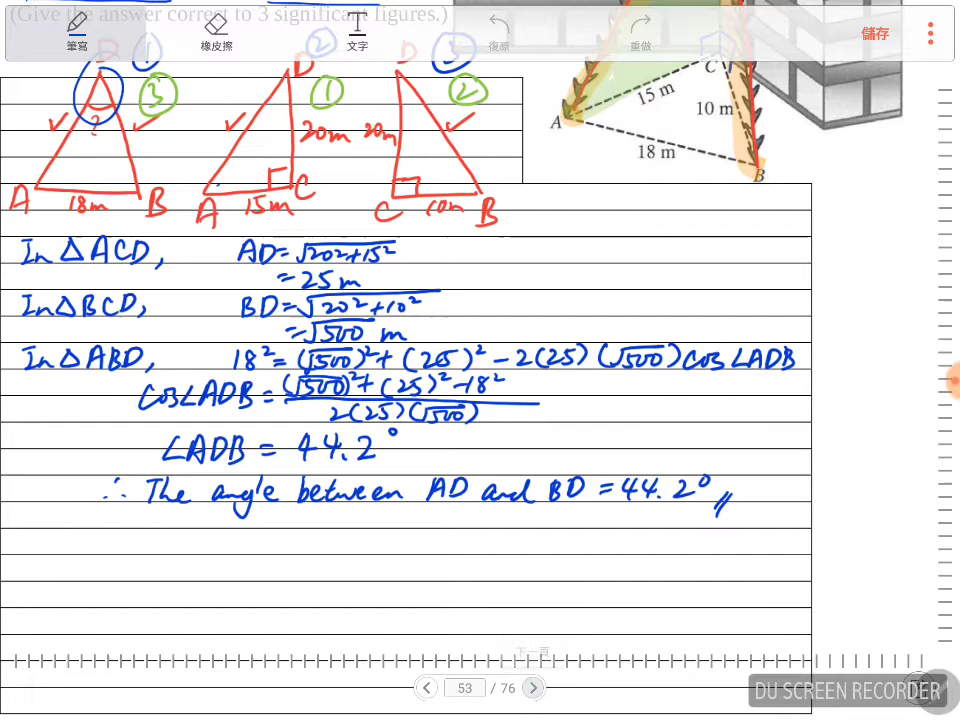 (Give the answer correct to 3 significant figures.)
筆寫 橡皮擦 文字 復原 重做 儲存
① ② ③
D D
③ ① ②
?
20m 20m
A 18m B A 15m C C 10m B
C
15 m
A
10 m
18 m
B
In △ACD, AD=√20²+15²
= 25 m
In △BCD, BD=√20²+10²
=√500 m
In △ABD, 18²=(√500)²+(25)²-2(25)(√500)cos∠ADB
cos∠ADB = (√500)²+(25)²-18²
2(25)(√500)
∠ADB = 44.2°
∴ The angle between AD and BD = 44.2°
下一頁
53 / 76
DU SCREEN RECORDER